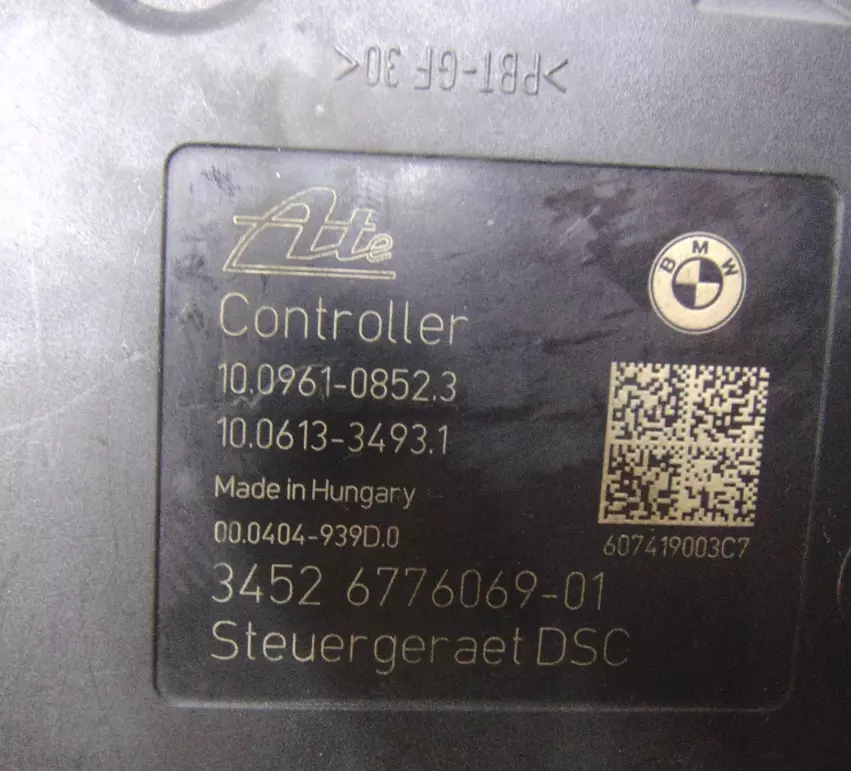 >PBT-GF 30<
Ate
BMW
Controller
10.0961-0852.3
10.0613-3493.1
Made in Hungary
00.0404-939D.0
607419003C7
3452 6776069-01
Steuergeraet DSC